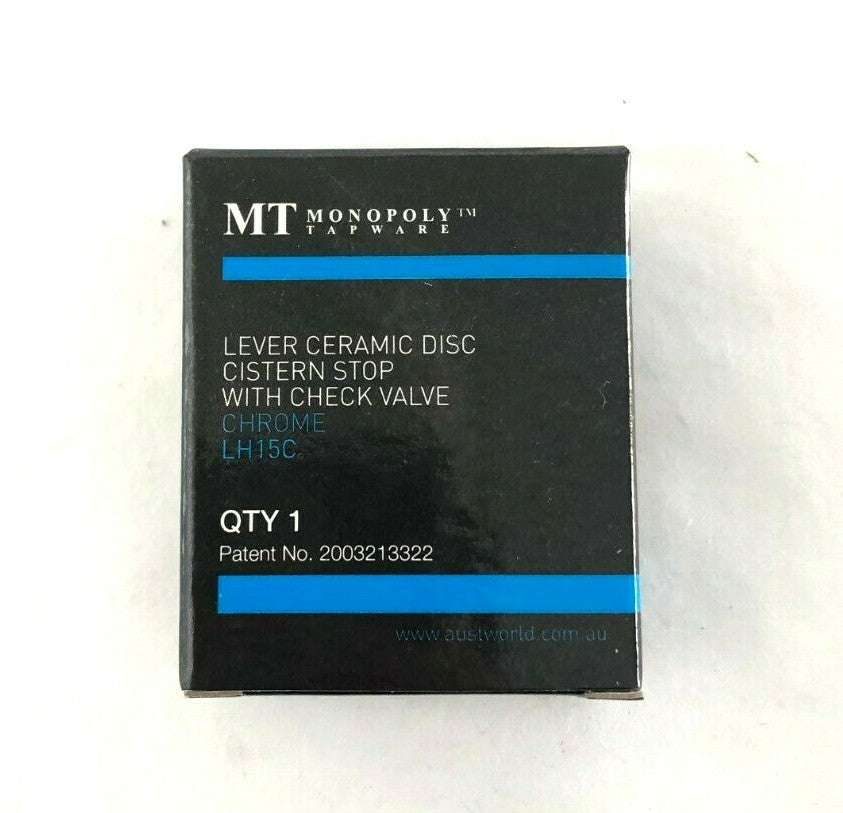 MT MONOPOLY™
TAPWARE
LEVER CERAMIC DISC
CISTERN STOP
WITH CHECK VALVE
CHROME
LH15C
QTY 1
Patent No. 2003213322
www.austworld.com.au